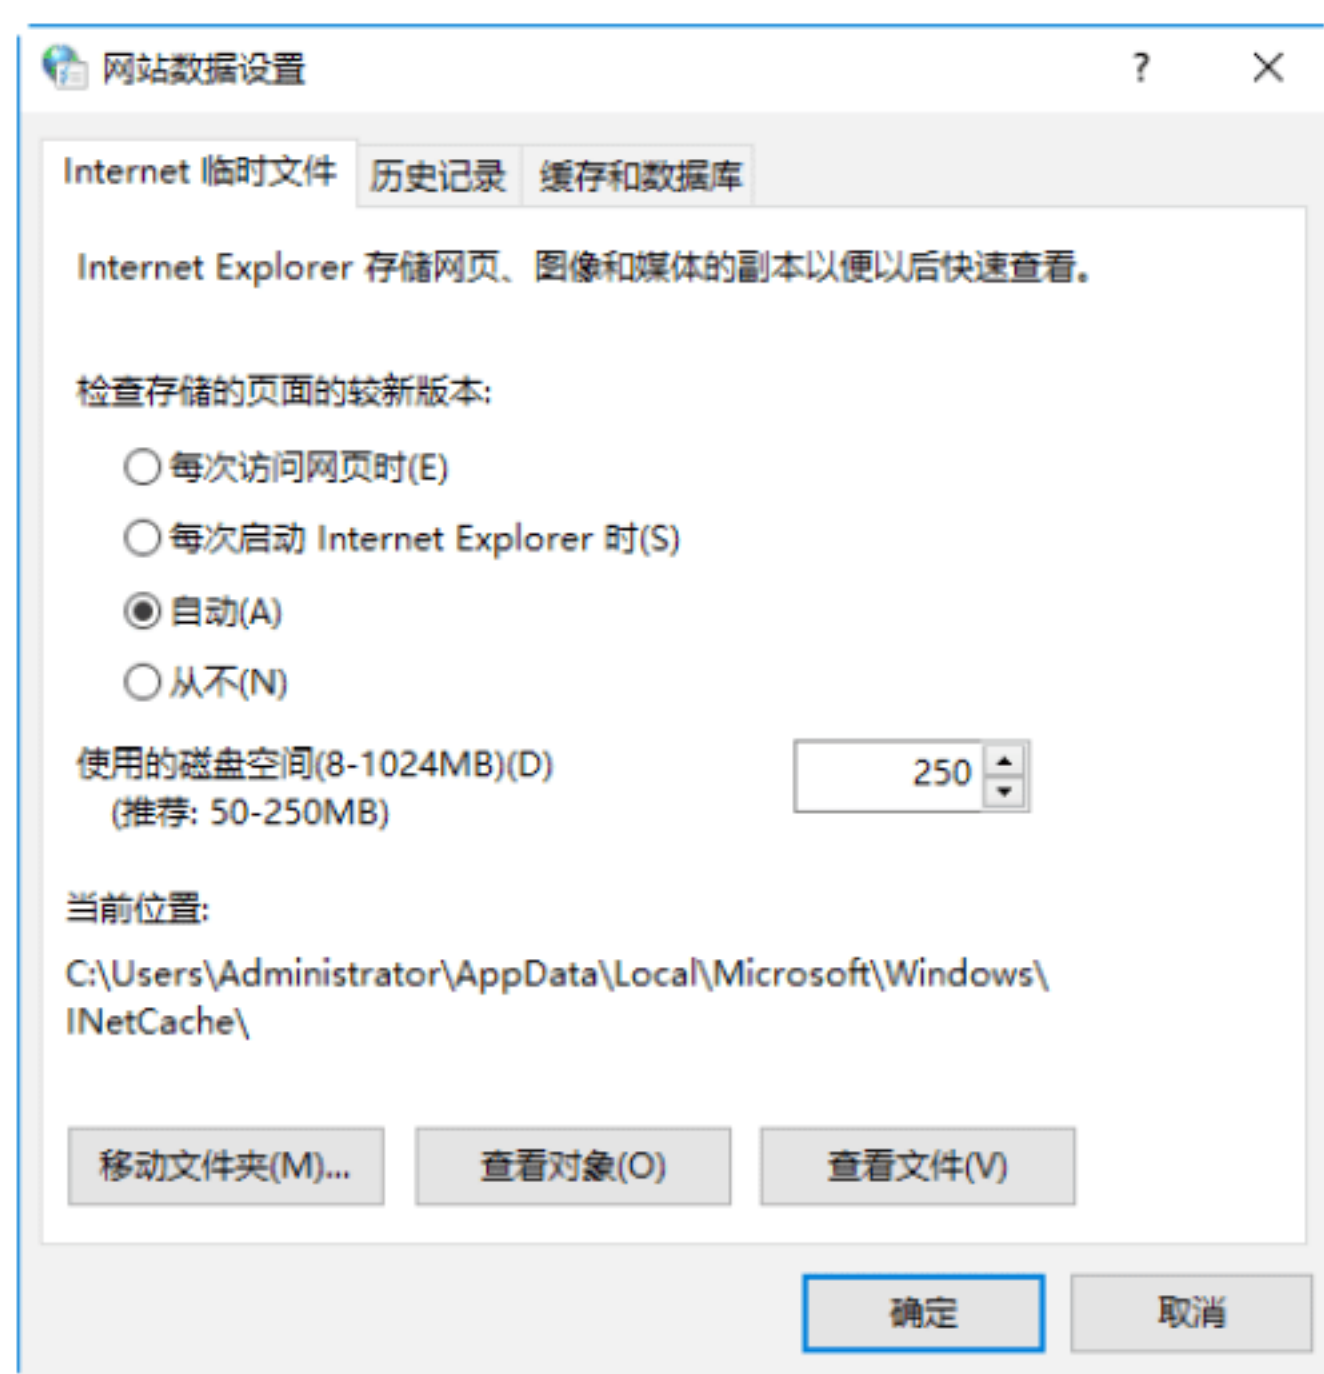 网站数据设置
?
Internet 临时文件 历史记录 缓存和数据库
Internet Explorer 存储网页、图像和媒体的副本以便以后快速查看。
检查存储的页面的较新版本:
每次访问网页时(E)
每次启动 Internet Explorer 时(S)
自动(A)
从不(N)
使用的磁盘空间(8-1024MB)(D)
250
(推荐: 50-250MB)
当前位置:
C:\Users\Administrator\AppData\Local\Microsoft\Windows\
INetCache\
移动文件夹(M)... 查看对象(O) 查看文件(V)
确定 取消